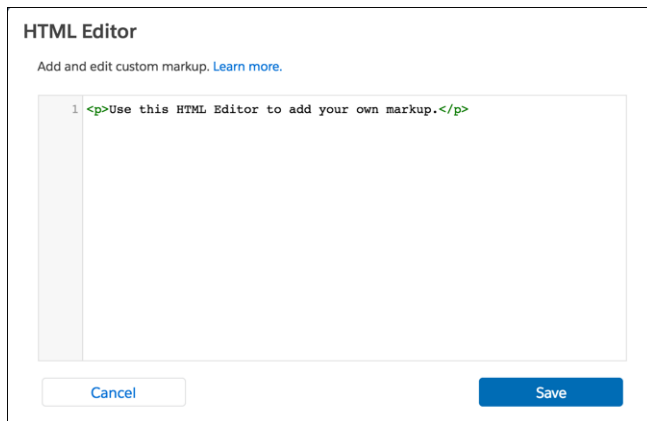 HTML Editor
Add and edit custom markup. Learn more.
1 <p>Use this HTML Editor to add your own markup.</p>
Cancel Save